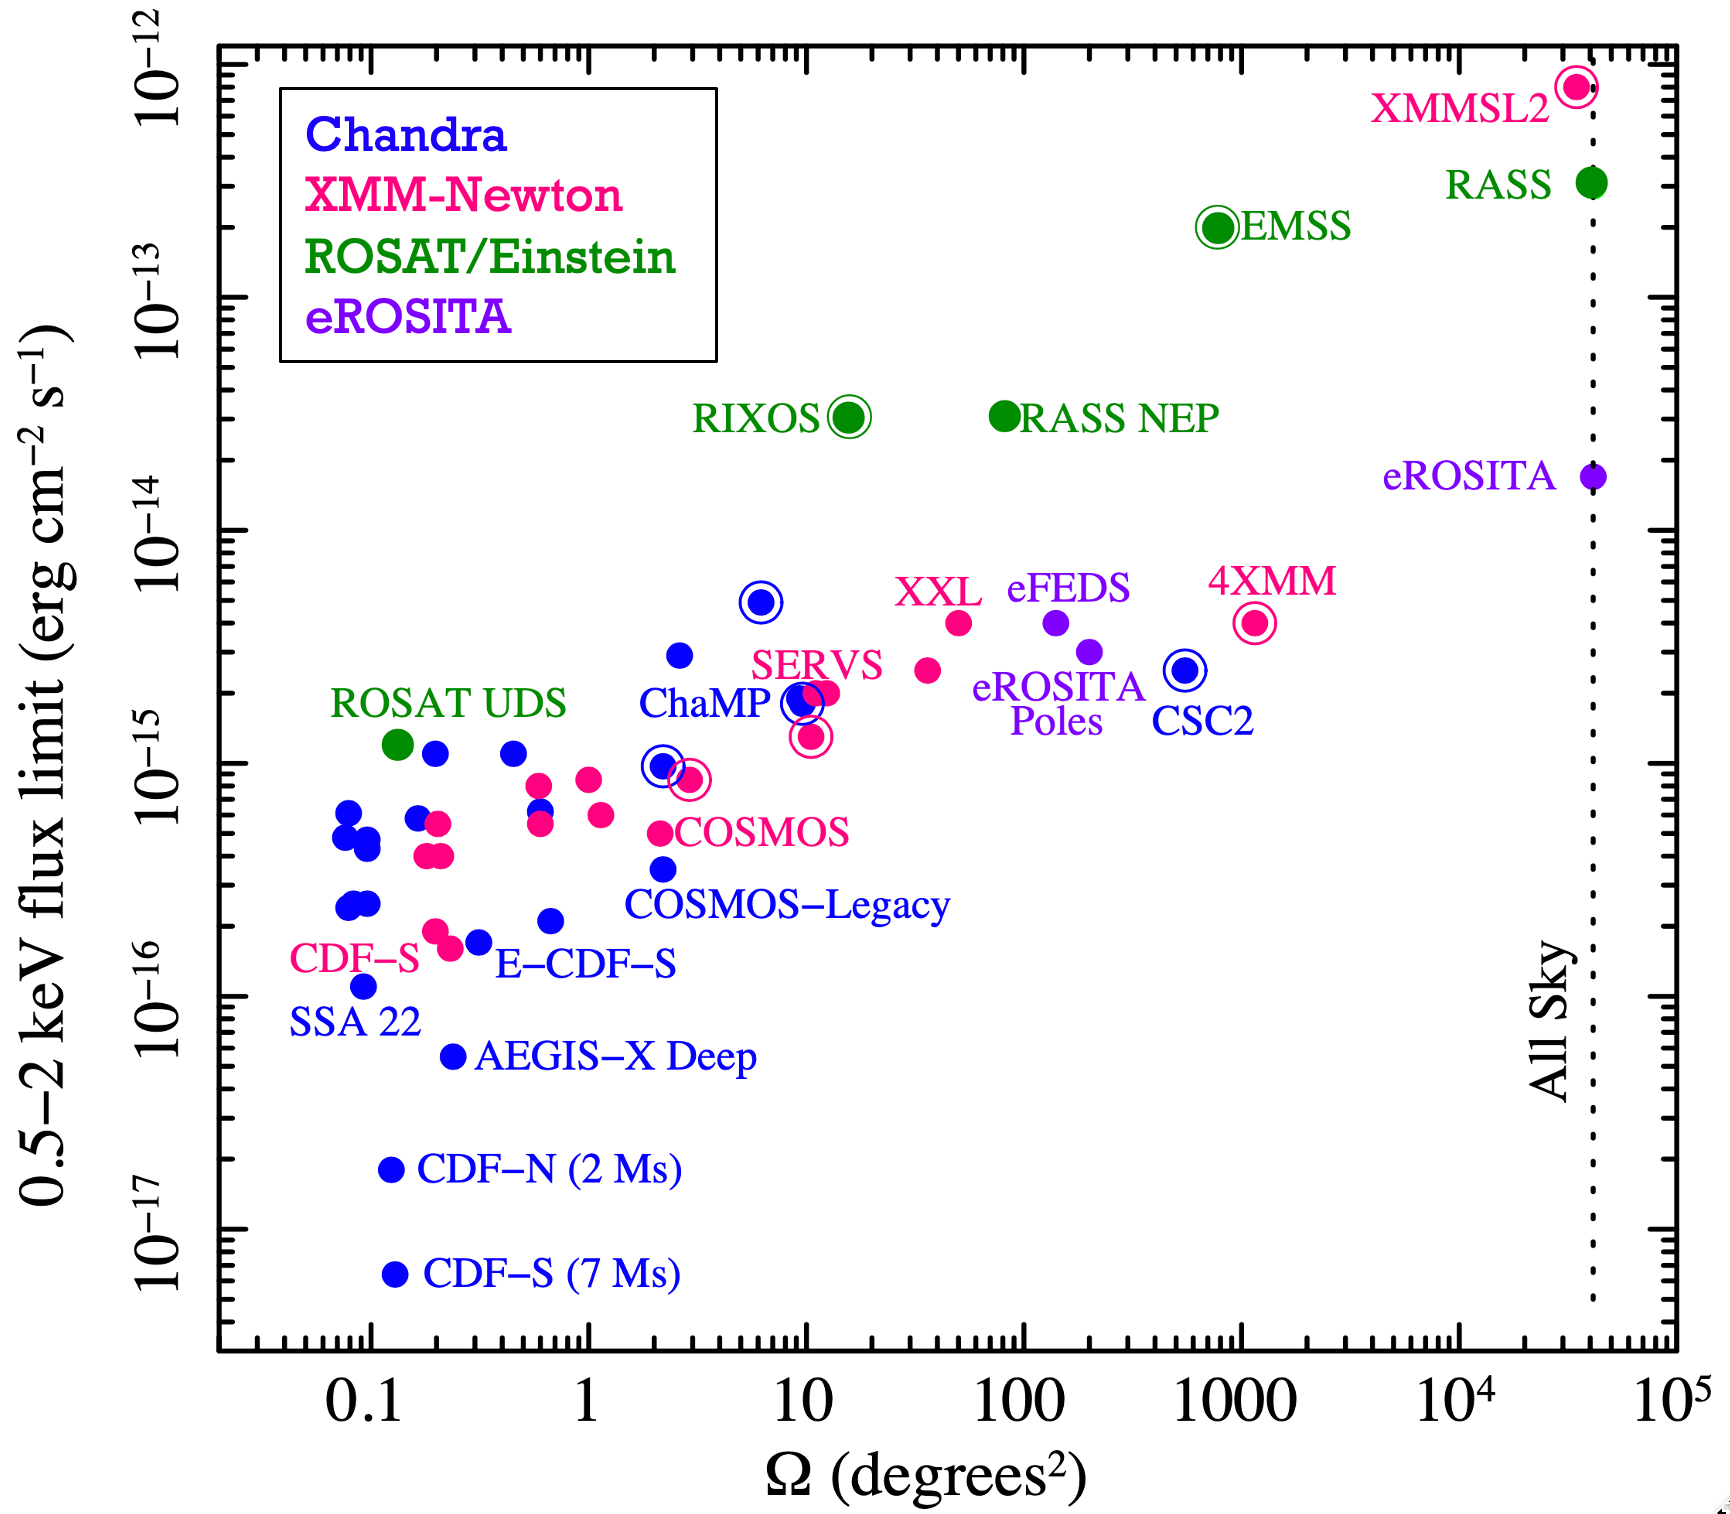 10⁻¹²
10⁻¹³
10⁻¹⁴
10⁻¹⁵
10⁻¹⁶
10⁻¹⁷
0.5−2 keV flux limit (erg cm⁻² s⁻¹)
Chandra
XMM-Newton
ROSAT/Einstein
eROSITA
XMMSL2
RASS
EMSS
RIXOS
RASS NEP
eROSITA
XXL
eFEDS
4XMM
SERVS
eROSITA
Poles
ChaMP
CSC2
ROSAT UDS
COSMOS
COSMOS−Legacy
CDF−S
E−CDF−S
SSA 22
AEGIS−X Deep
CDF−N (2 Ms)
CDF−S (7 Ms)
All Sky
0.1
1
10
100
1000
10⁴
10⁵
Ω (degrees²)